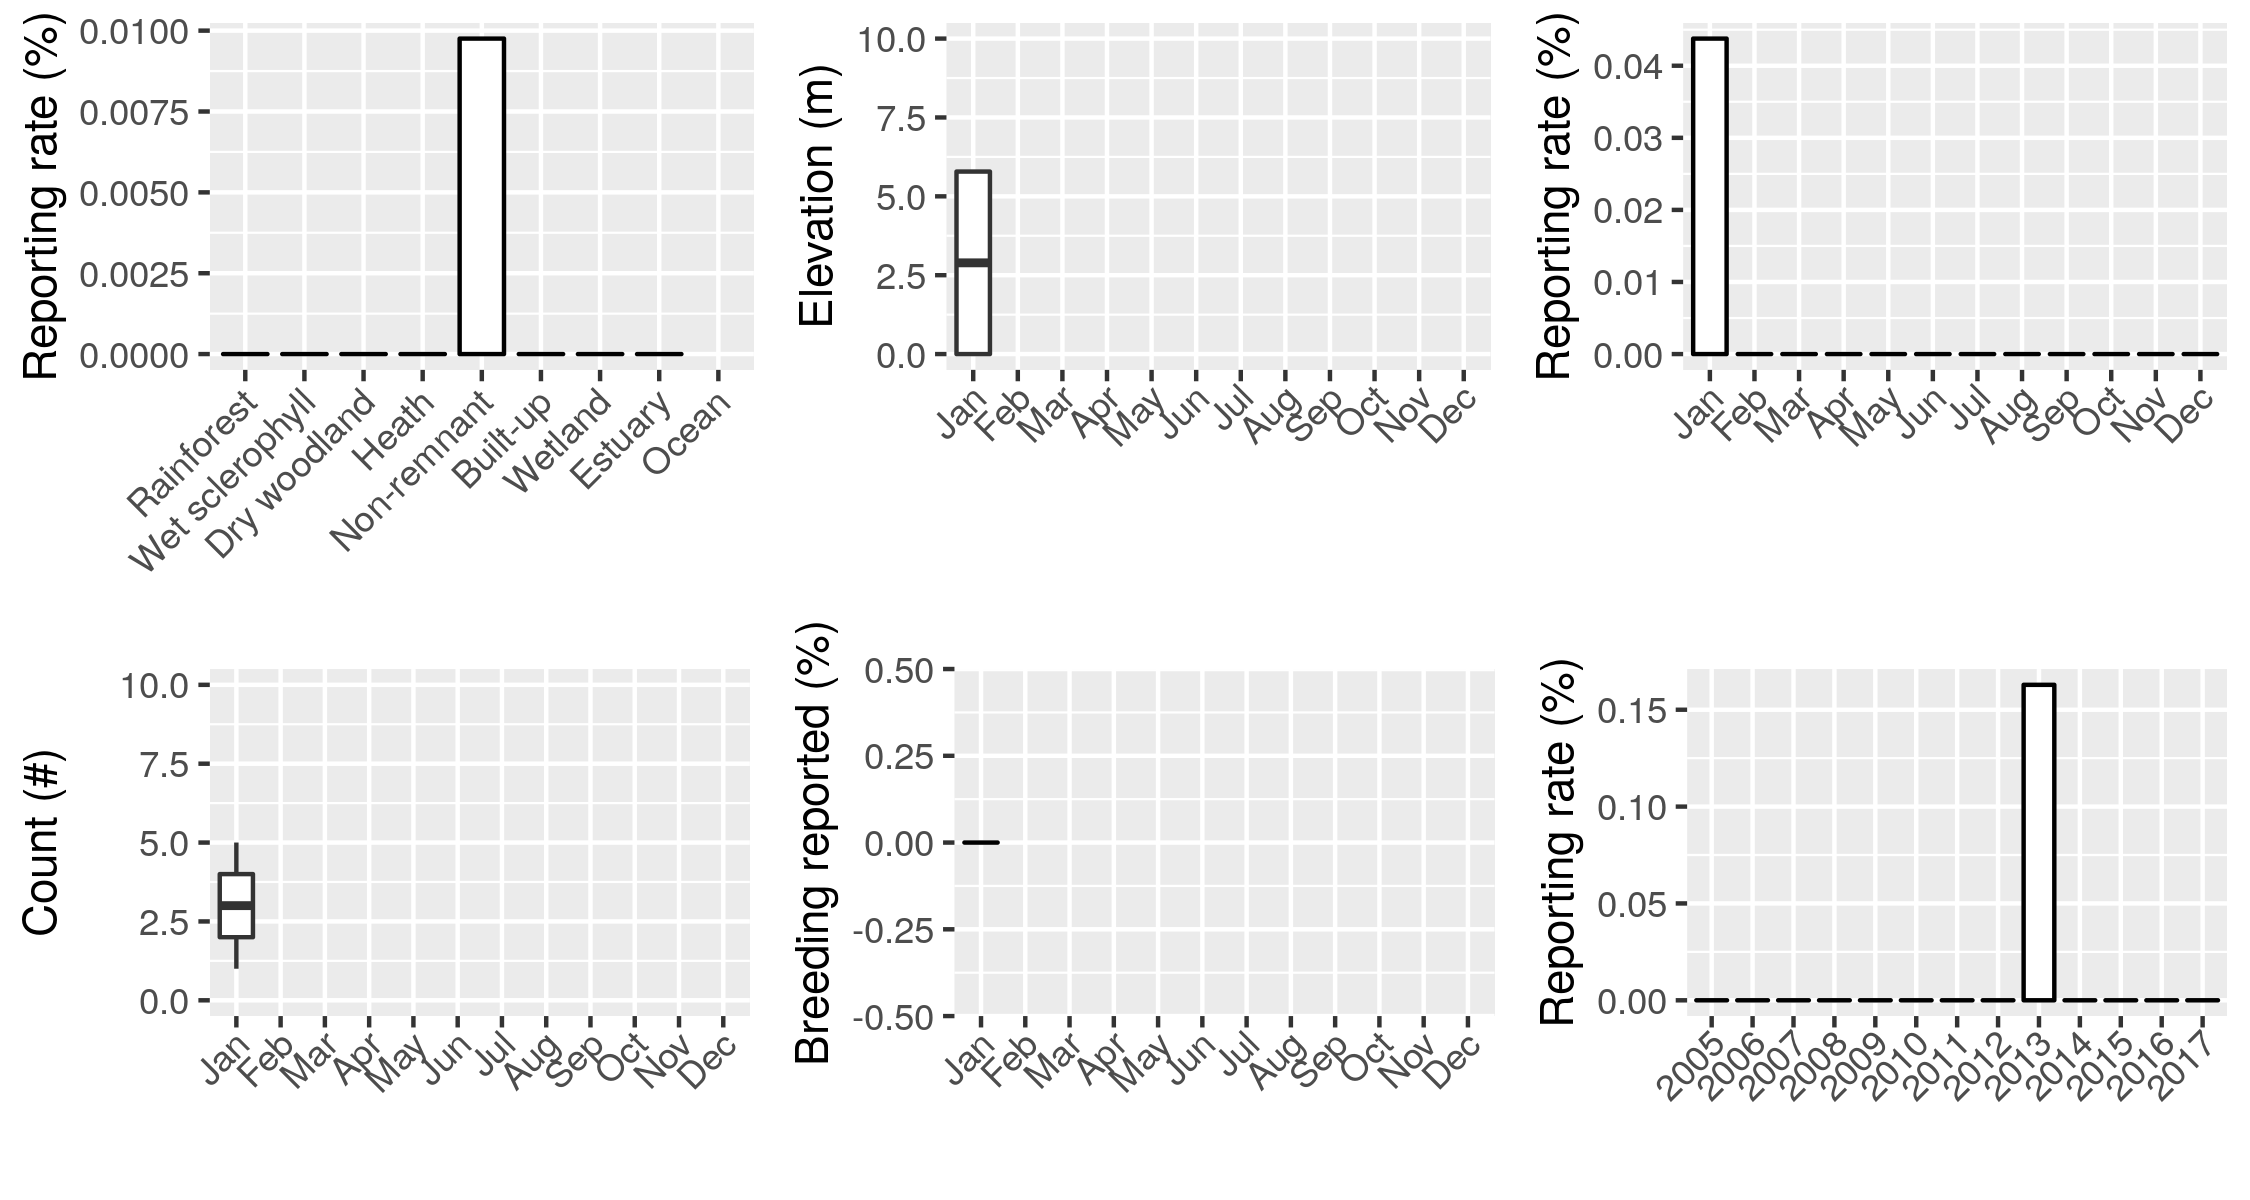 Reporting rate (%)
0.0100
0.0075
0.0050
0.0025
0.0000
Rainforest
Wet sclerophyll
Dry woodland
Heath
Non-remnant
Built-up
Wetland
Estuary
Ocean
Elevation (m)
10.0
7.5
5.0
2.5
0.0
Jan
Feb
Mar
Apr
May
Jun
Jul
Aug
Sep
Oct
Nov
Dec
Reporting rate (%)
0.04
0.03
0.02
0.01
0.00
Jan
Feb
Mar
Apr
May
Jun
Jul
Aug
Sep
Oct
Nov
Dec
Count (#)
10.0
7.5
5.0
2.5
0.0
Jan
Feb
Mar
Apr
May
Jun
Jul
Aug
Sep
Oct
Nov
Dec
Breeding reported (%)
0.50
0.25
0.00
-0.25
-0.50
Jan
Feb
Mar
Apr
May
Jun
Jul
Aug
Sep
Oct
Nov
Dec
Reporting rate (%)
0.15
0.10
0.05
0.00
2005
2006
2007
2008
2009
2010
2011
2012
2013
2014
2015
2016
2017